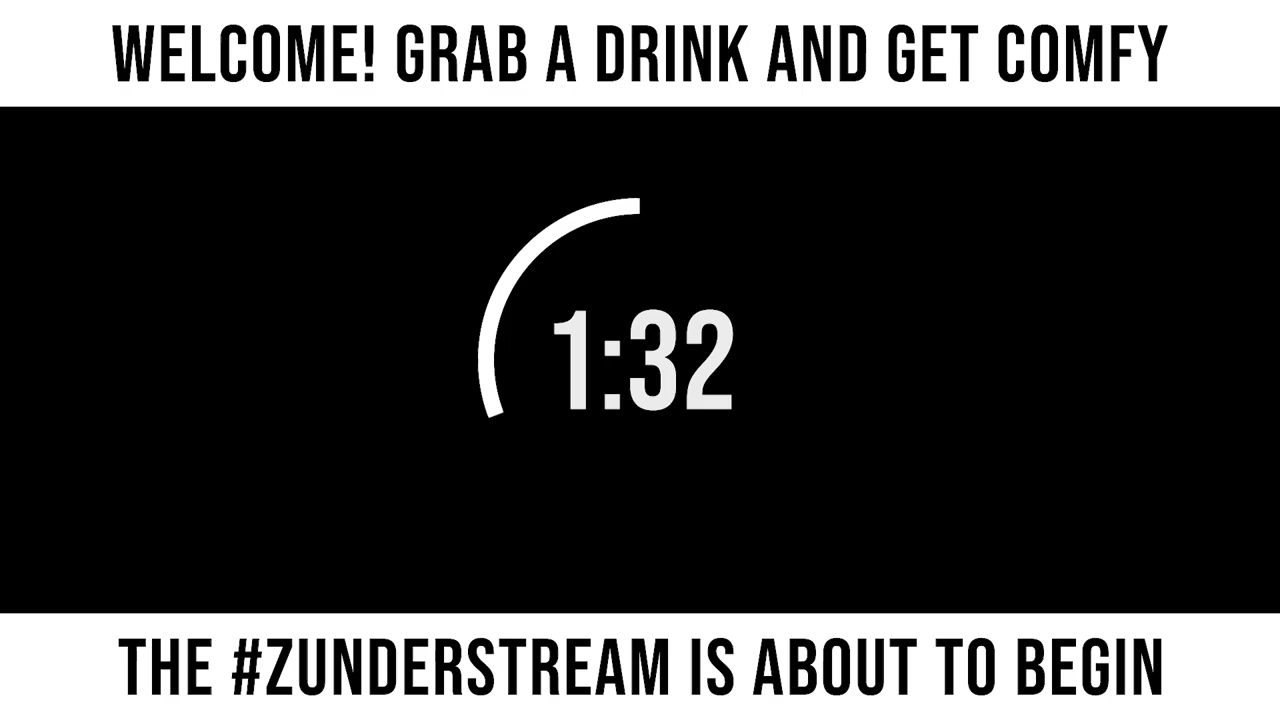 WELCOME! GRAB A DRINK AND GET COMFY
1:32
THE #ZUNDERSTREAM IS ABOUT TO BEGIN